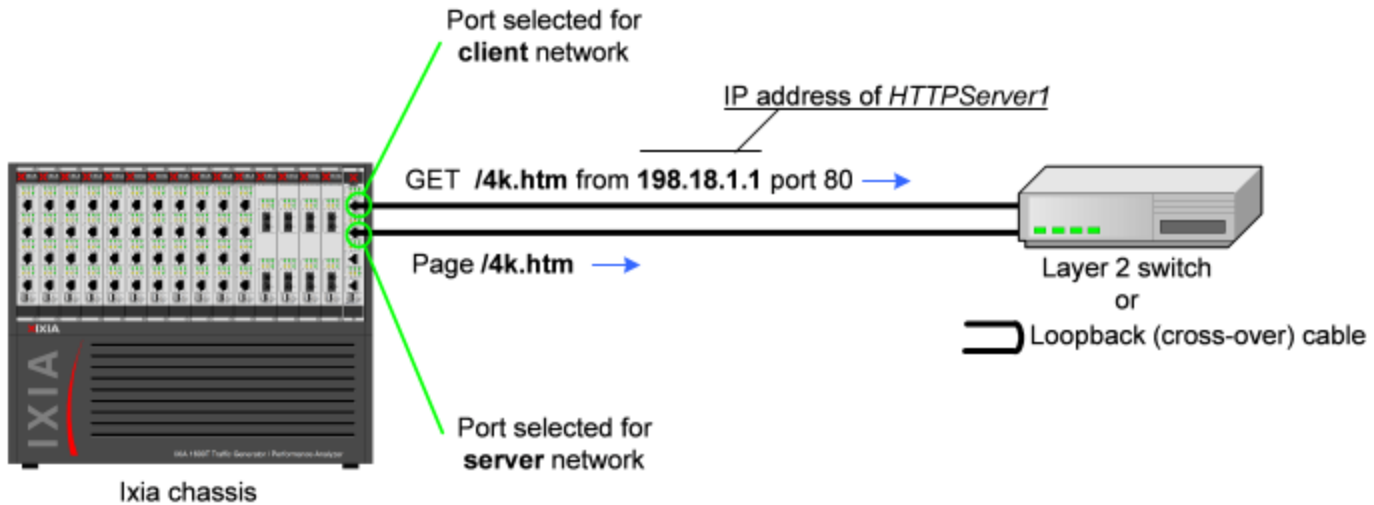 Port selected for
client network
IP address of HTTPServer1
GET /4k.htm from 198.18.1.1 port 80
Page /4k.htm
Layer 2 switch
or
Loopback (cross-over) cable
IXIA
IXIA
Port selected for
server network
Ixia chassis